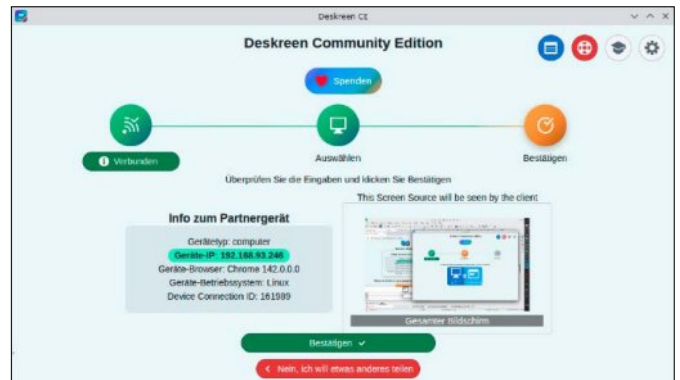 Deskreen CE
Deskreen Community Edition
Spenden
Verbunden
Auswählen
Bestätigen
Überprüfen Sie die Eingaben und klicken Sie Bestätigen
This Screen Source will be seen by the client
Info zum Partnergerät
Gerätetyp: computer
Geräte-IP: 192.168.93.246
Geräte-Browser: Chrome 142.0.0.0
Geräte-Betriebssystem: Linux
Device Connection ID: 161989
Gesamter Bildschirm
Bestätigen
Nein, ich will etwas anderes teilen